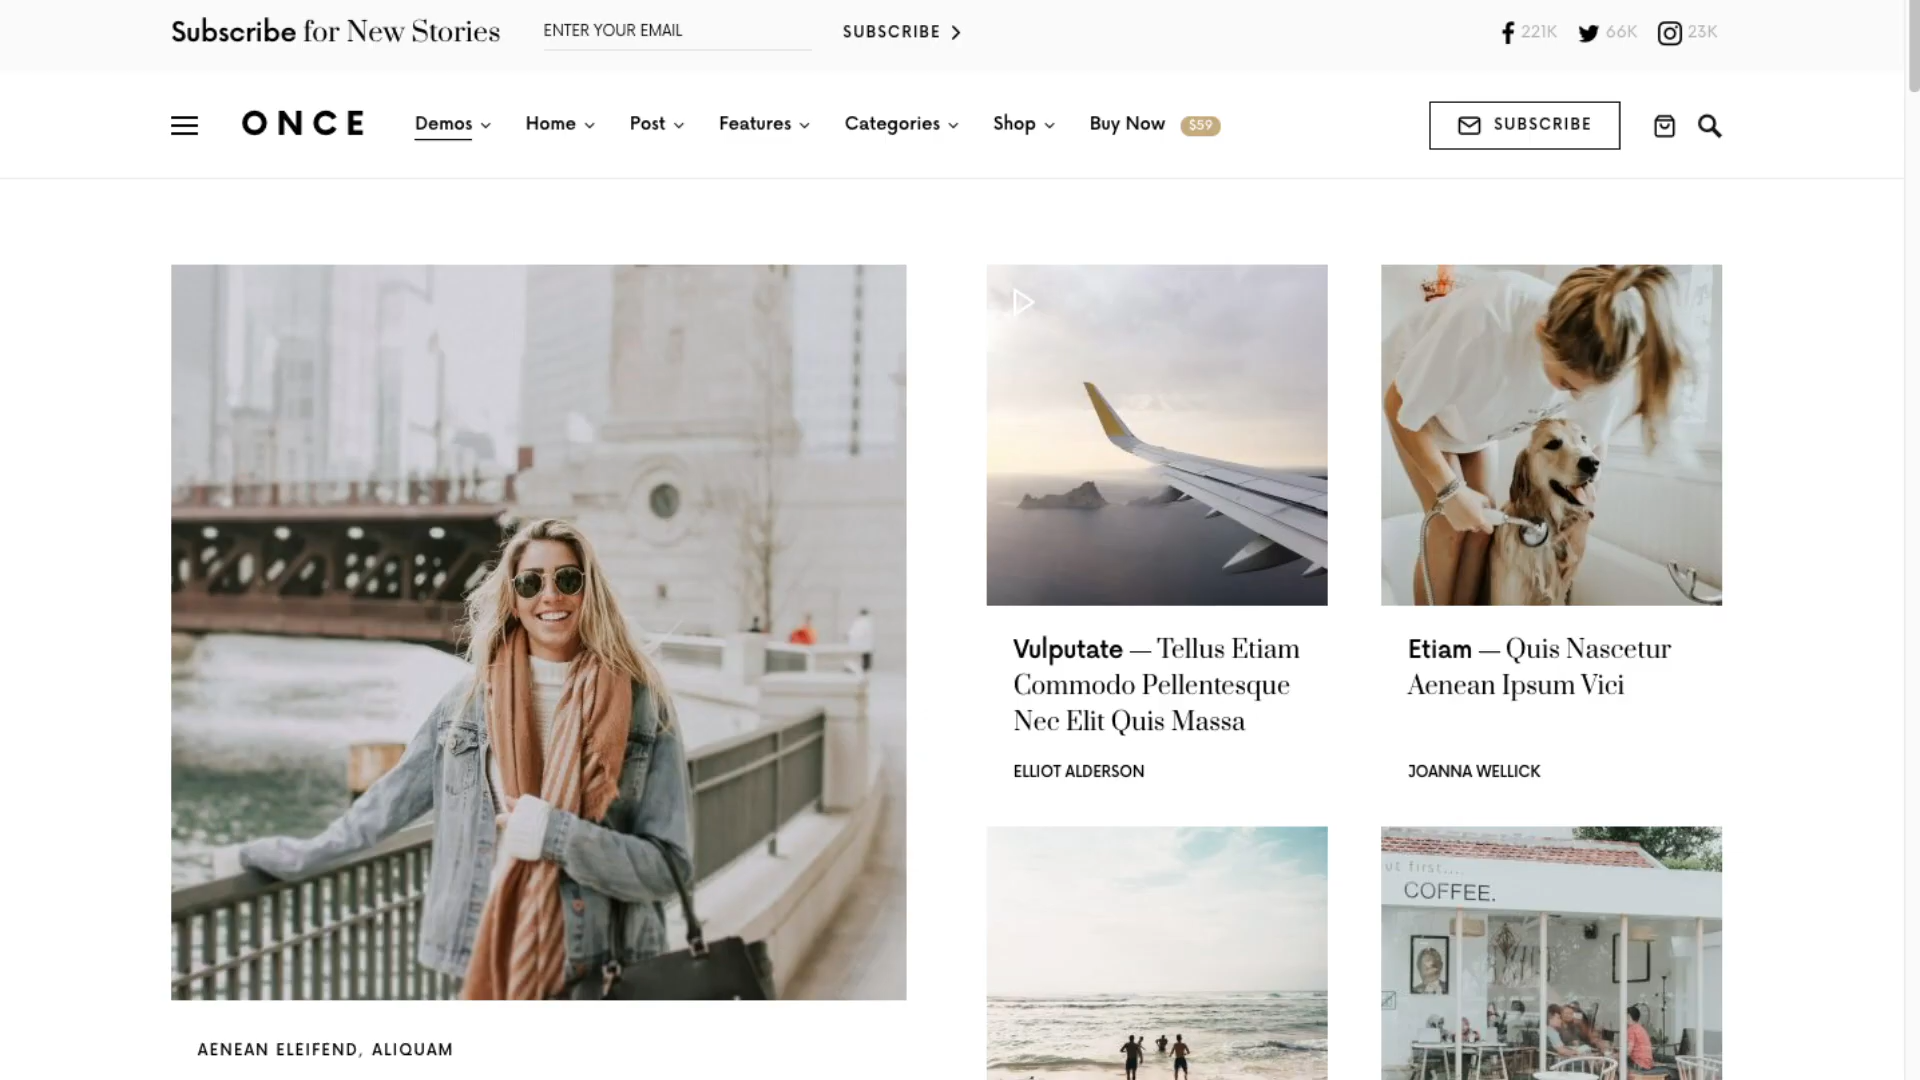 Subscribe for New Stories
ENTER YOUR EMAIL
SUBSCRIBE
221K
66K
23K
ONCE
Demos
Home
Post
Features
Categories
Shop
Buy Now
$59
SUBSCRIBE
Vulputate — Tellus Etiam
Commodo Pellentesque
Nec Elit Quis Massa
ELLIOT ALDERSON
Etiam — Quis Nascetur
Aenean Ipsum Vici
JOANNA WELLICK
ut first....
COFFEE.
AENEAN ELEIFEND, ALIQUAM